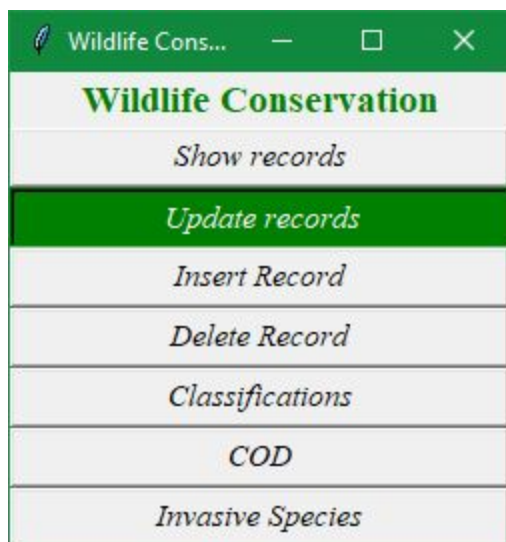 Wildlife Cons...
Wildlife Conservation
Show records
Update records
Insert Record
Delete Record
Classifications
COD
Invasive Species